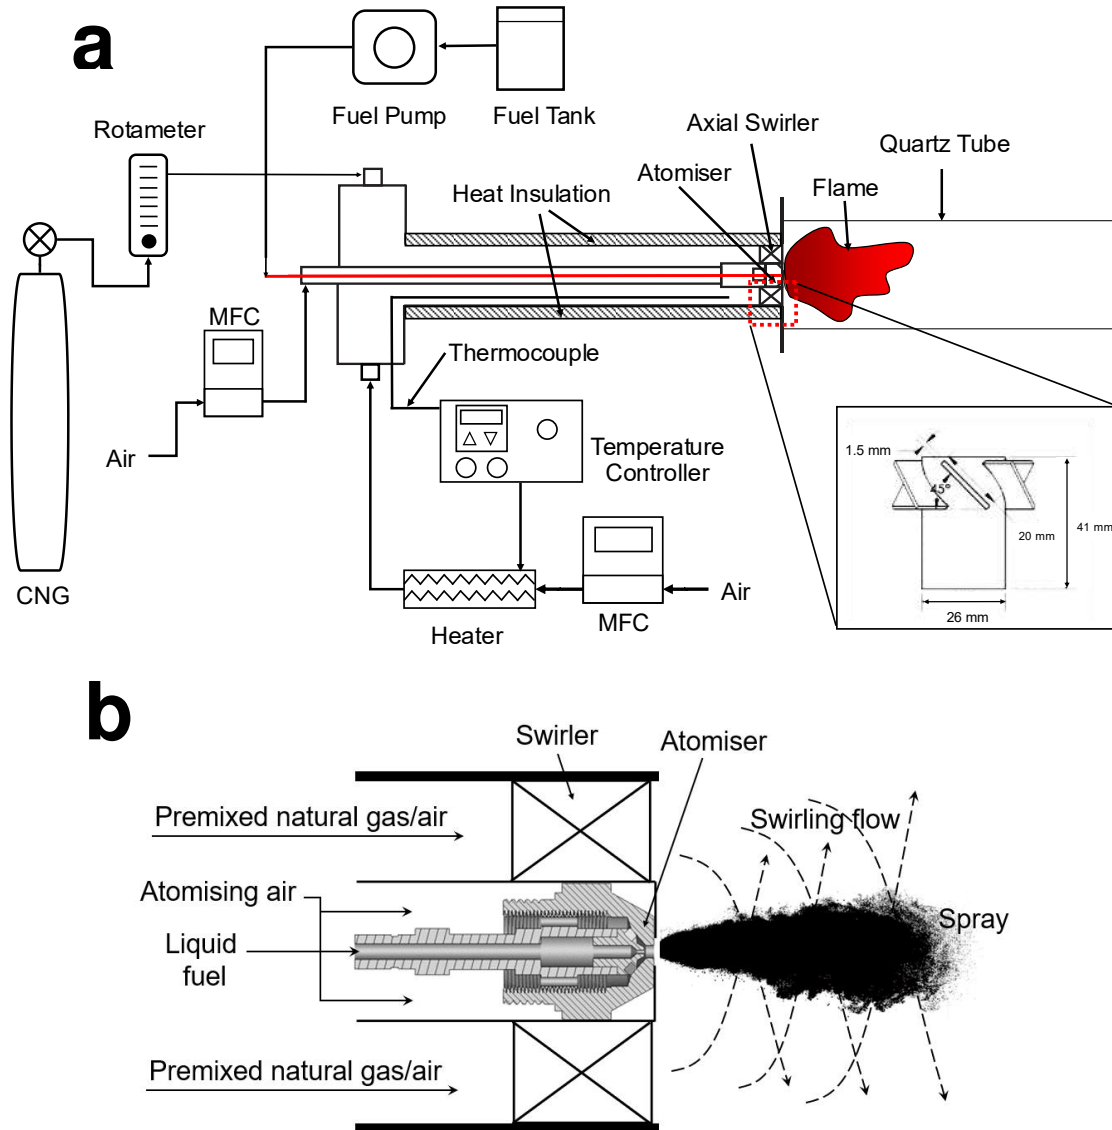 a
Fuel Pump
Fuel Tank
Rotameter
Axial Swirler
Atomiser
Quartz Tube
Flame
Heat Insulation
MFC
Thermocouple
Air
Temperature
Controller
CNG
Heater
MFC
Air
1.5 mm
45°
20 mm
41 mm
26 mm
b
Swirler
Atomiser
Premixed natural gas/air
Swirling flow
Atomising air
Liquid
fuel
Spray
Premixed natural gas/air